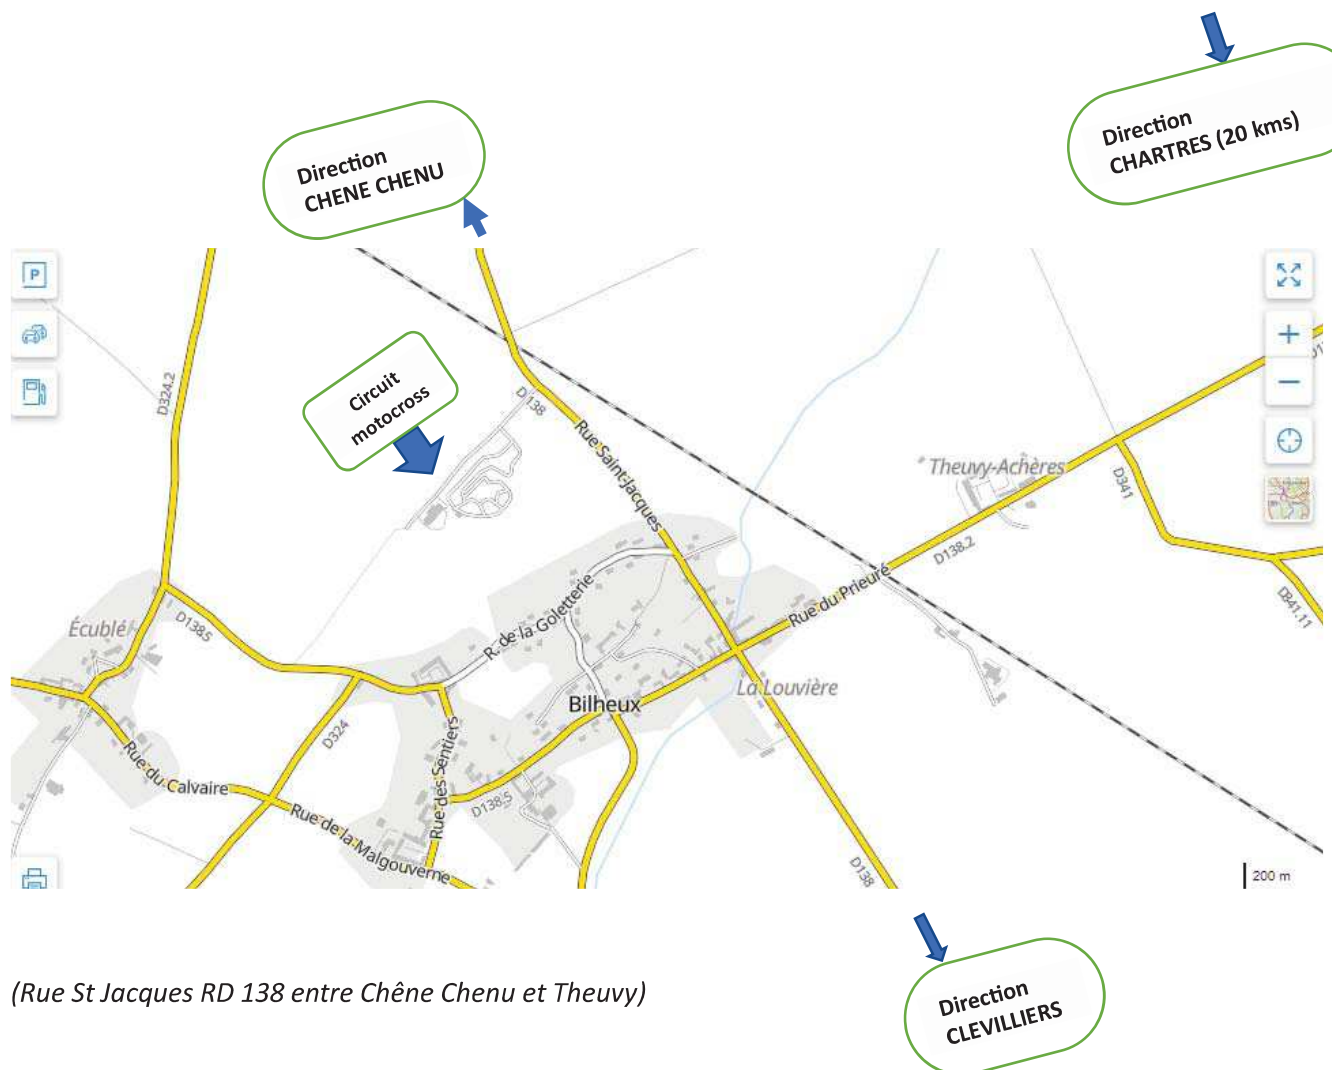 Direction
CHARTRES (20 kms)
Direction
CHENE CHENU
P
Circuit
motocross
D324.2
D138
Rue Saint-Jacques
Theuvy-Achères
D341
D138.2
D341.11
Rue du Prieuré
R. de la Goletterie
Écublé
D138.5
La Louvière
Bilheux
D324
Rue des Sentiers
Rue du Calvaire
D138.5
Rue de la Malgouverne
D138
200 m
(Rue St Jacques RD 138 entre Chêne Chenu et Theuvy)
Direction
CLEVILLIERS